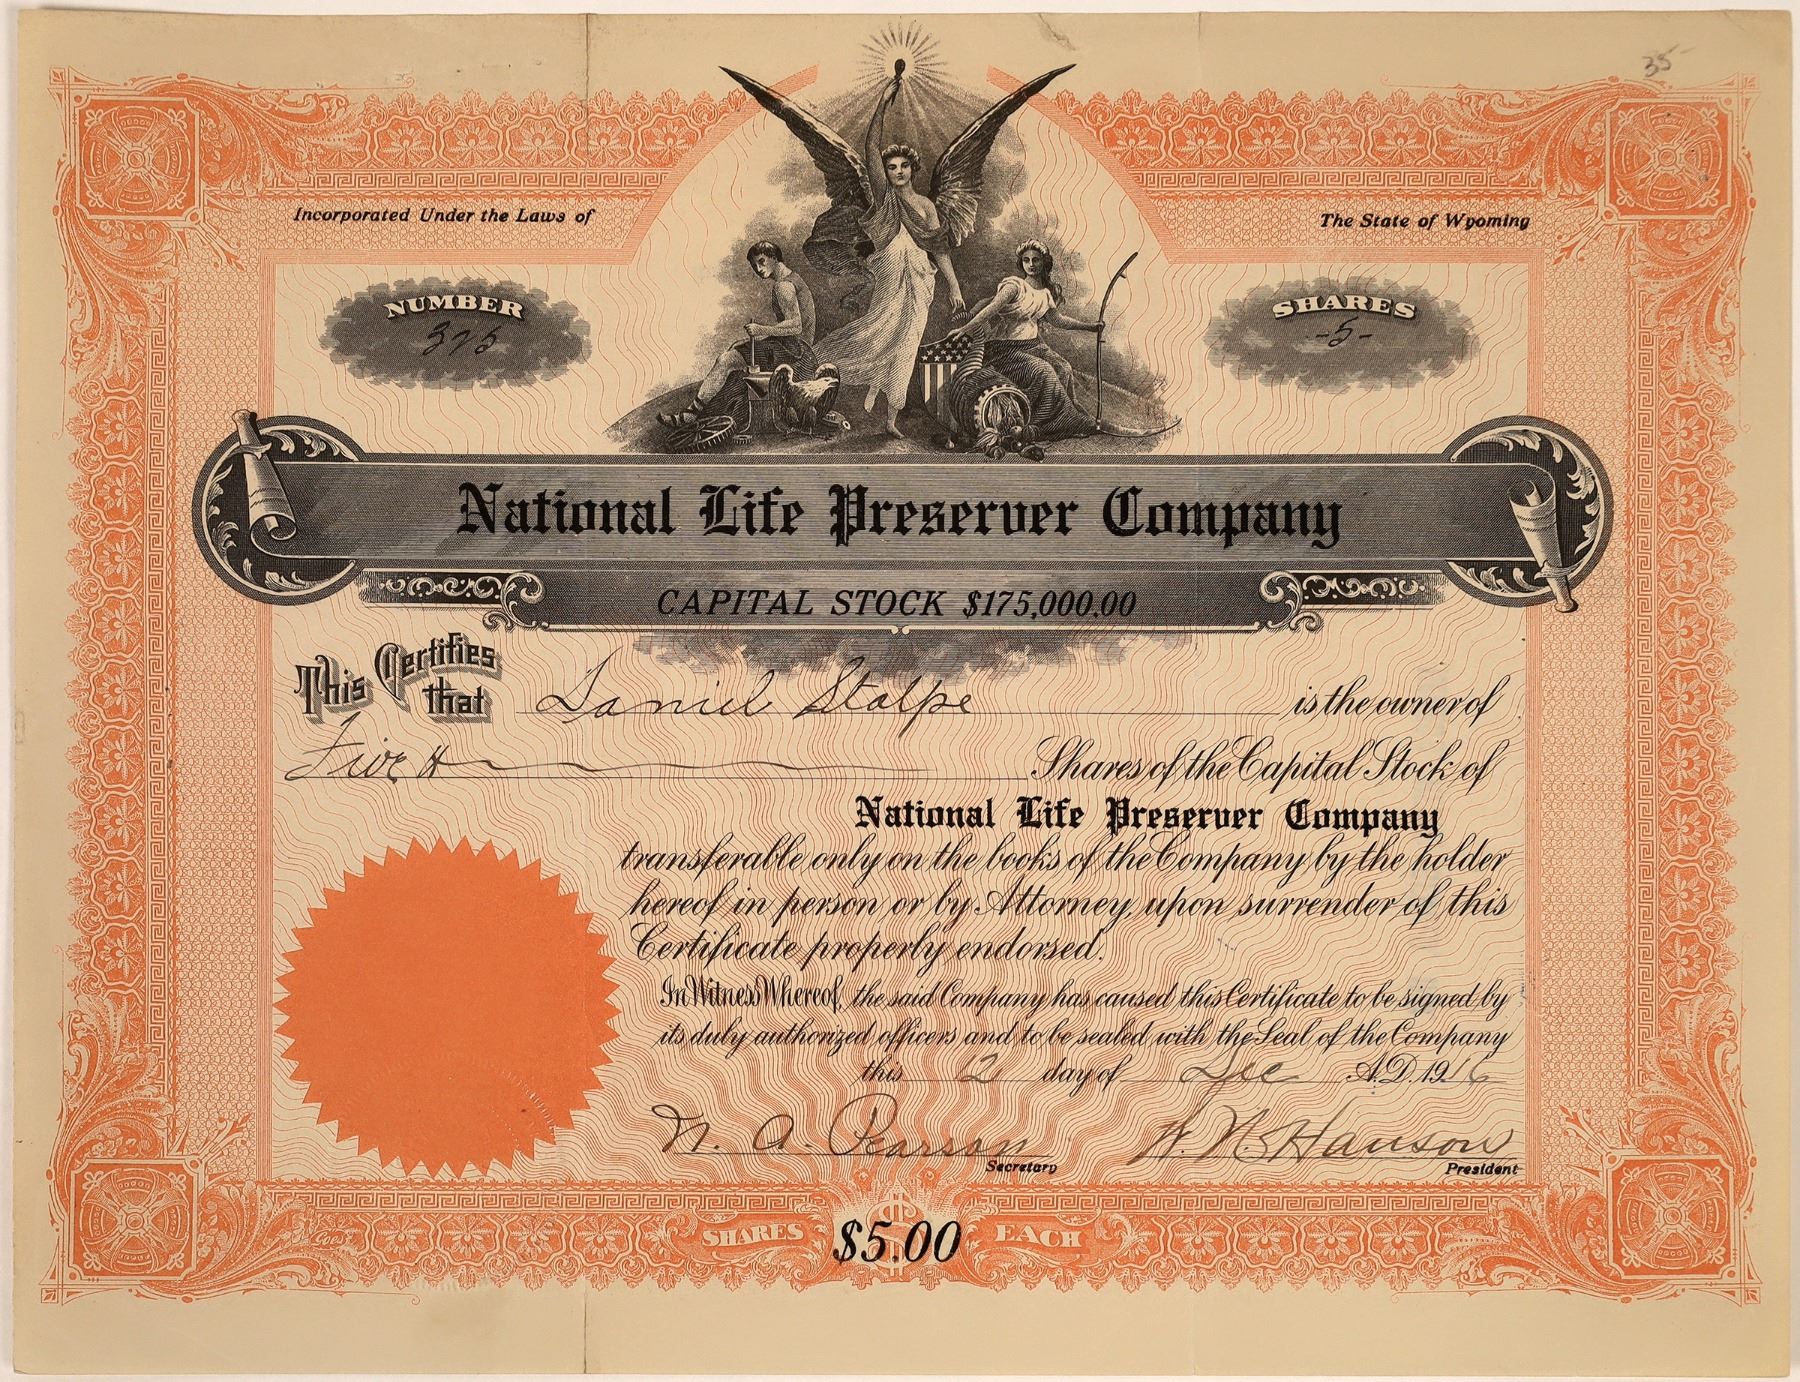 35
Incorporated Under the Laws of
The State of Wyoming
NUMBER
SHARES
-5-
National Life Preserver Company
CAPITAL STOCK $175,000.00
This Certifies that Daniel Stalpe is the owner of
Five Shares of the Capital Stock of
National Life Preserver Company
transferable only on the books of the Company by the holder
hereof in person or by Attorney, upon surrender of this
Certificate properly endorsed.
In Witness Whereof, the said Company has caused this Certificate to be signed by
its duly authorized officers and to be sealed with the Seal of the Company
this 12 day of Dec A.D. 1916
N. A. Pearson
Secretary
N. Hanson
President
Goes
SHARES $5.00 EACH